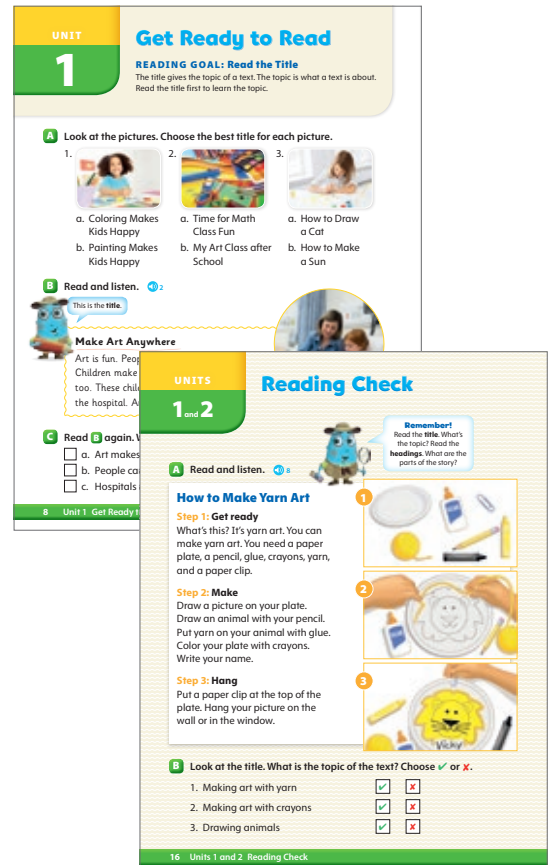 UNIT
1
Get Ready to Read
READING GOAL: Read the Title
The title gives the topic of a text. The topic is what a text is about.
Read the title first to learn the topic.
A Look at the pictures. Choose the best title for each picture.
1.
a. Coloring Makes
Kids Happy
b. Painting Makes
Kids Happy
2.
a. Time for Math
Class Fun
b. My Art Class after
School
3.
a. How to Draw
a Cat
b. How to Make
a Sun
B Read and listen. 2
This is the title.
Make Art Anywhere
Art is fun.
Children make
too. These
the hospital.
C Read B again.
a. Art makes
b. People
c. Hospitals
8 Unit 1 Get Ready
UNITS
1 and 2
Reading Check
Remember!
Read the title. What's
the topic? Read the
headings. What are the
parts of the story?
A Read and listen. 8
How to Make Yarn Art
Step 1: Get ready
What's this? It's yarn art. You can
make yarn art. You need a paper
plate, a pencil, glue, crayons, yarn,
and a paper clip.
Step 2: Make
Draw a picture on your plate.
Draw an animal with your pencil.
Put yarn on your animal with glue.
Color your plate with crayons.
Write your name.
Step 3: Hang
Put a paper clip at the top of the
plate. Hang your picture on the
wall or in the window.
1
2
3
Vicky
B Look at the title. What is the topic of the text? Choose ✔ or ✘.
1. Making art with yarn ✔ ✘
2. Making art with crayons ✔ ✘
3. Drawing animals ✔ ✘
16 Units 1 and 2 Reading Check